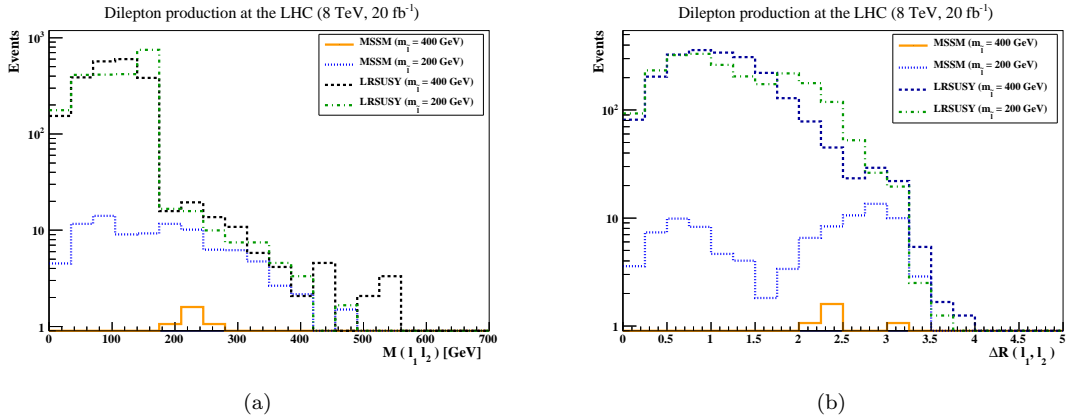 Dilepton production at the LHC (8 TeV, 20 fb⁻¹)
Events
10³
10²
10
1
MSSM (m_l̃ = 400 GeV)
MSSM (m_l̃ = 200 GeV)
LRSUSY (m_l̃ = 400 GeV)
LRSUSY (m_l̃ = 200 GeV)
0 100 200 300 400 500 600 700
M ( l₁ l₂ ) [GeV]
(a)
Dilepton production at the LHC (8 TeV, 20 fb⁻¹)
Events
10²
10
1
MSSM (m_l̃ = 400 GeV)
MSSM (m_l̃ = 200 GeV)
LRSUSY (m_l̃ = 400 GeV)
LRSUSY (m_l̃ = 200 GeV)
0 0.5 1 1.5 2 2.5 3 3.5 4 4.5 5
ΔR ( l₁, l₂ )
(b)